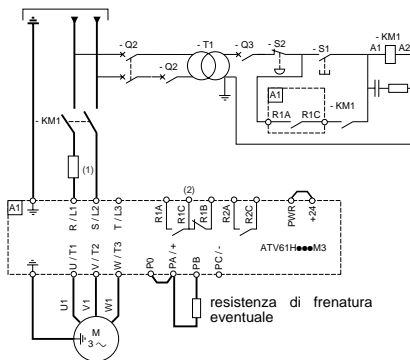 - Q2
- T1
- Q3
- S2
- S1
- KM1
A1
A2
- Q2
A1
R1A
R1C
- KM1
- KM1
(1)
(2)
A1
R / L1
S / L2
T / L3
R1A
R1C
R1B
R2A
R2C
PWR
+24
ATV61H●●●M3
U / T1
V / T2
W / T3
P0
PA / +
PB
PC / -
U1
V1
W1
M
3 ~
resistenza di frenatura
eventuale